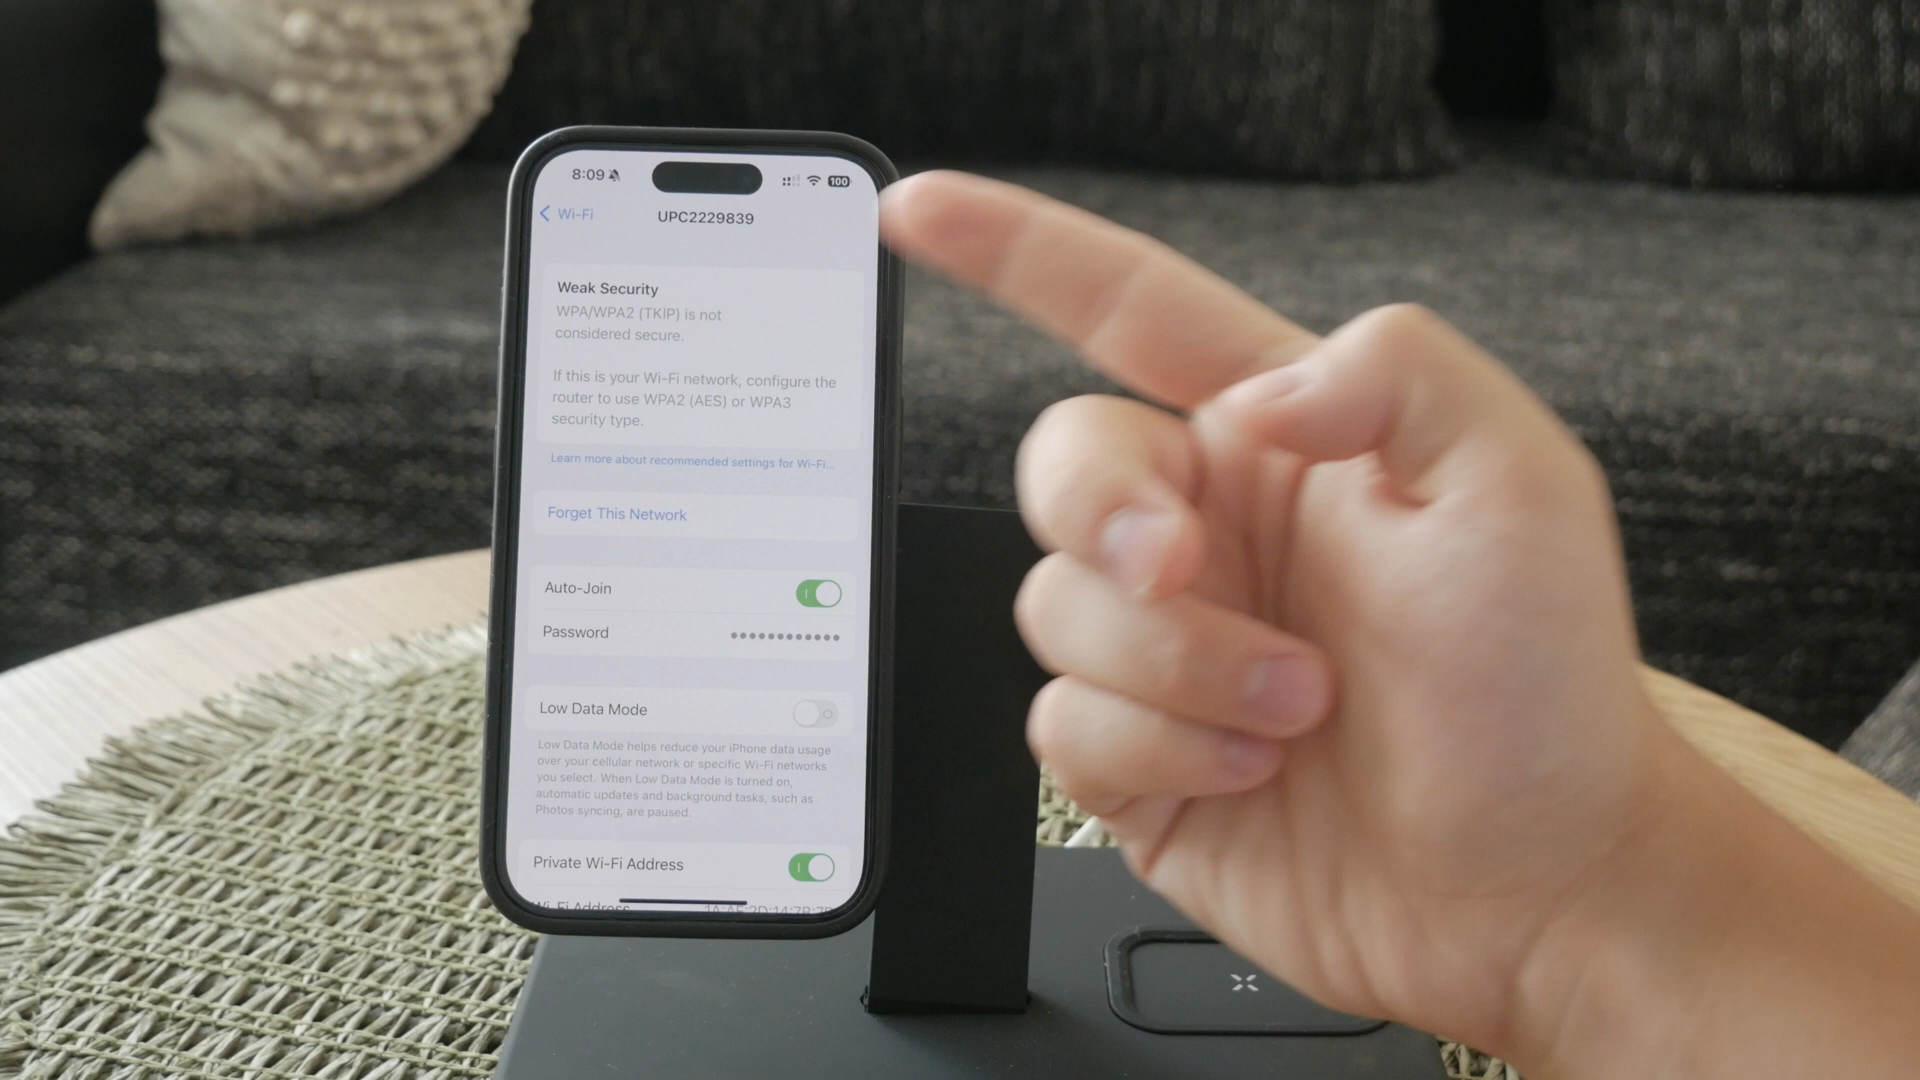 8:09
100
Wi-Fi
UPC2229839
Weak Security
WPA/WPA2 (TKIP) is not
considered secure.
If this is your Wi-Fi network, configure the
router to use WPA2 (AES) or WPA3
security type.
Learn more about recommended settings for Wi-Fi...
Forget This Network
Auto-Join
Password
Low Data Mode
Low Data Mode helps reduce your iPhone data usage
over your cellular network or specific Wi-Fi networks
you select. When Low Data Mode is turned on,
automatic updates and background tasks, such as
Photos syncing, are paused.
Private Wi-Fi Address
Wi-Fi Address